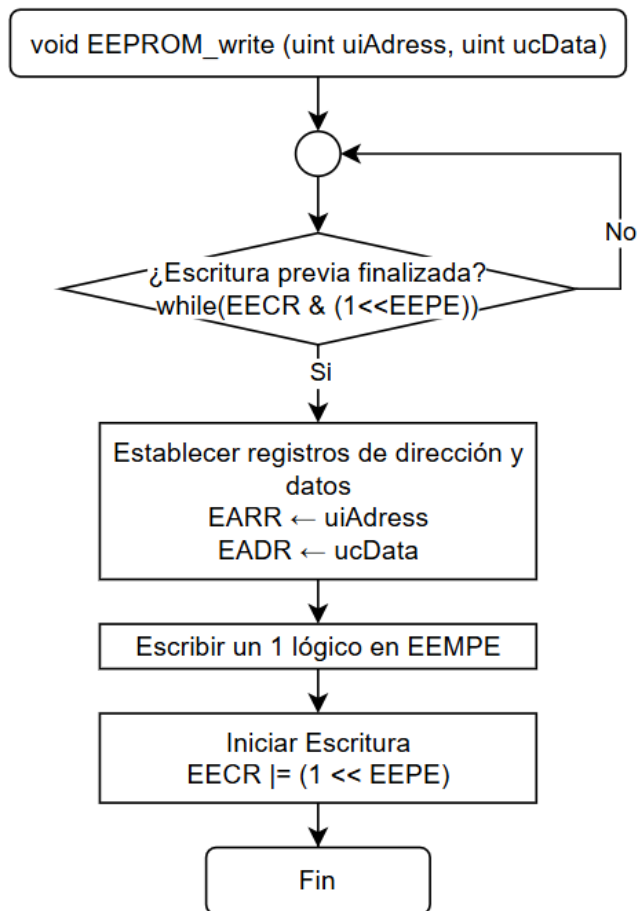 void EEPROM_write (uint uiAdress, uint ucData)
No
¿Escritura previa finalizada?
while(EECR & (1<<EEPE))
Si
Establecer registros de dirección y
datos
EARR ← uiAdress
EADR ← ucData
Escribir un 1 lógico en EEMPE
Iniciar Escritura
EECR |= (1 << EEPE)
Fin